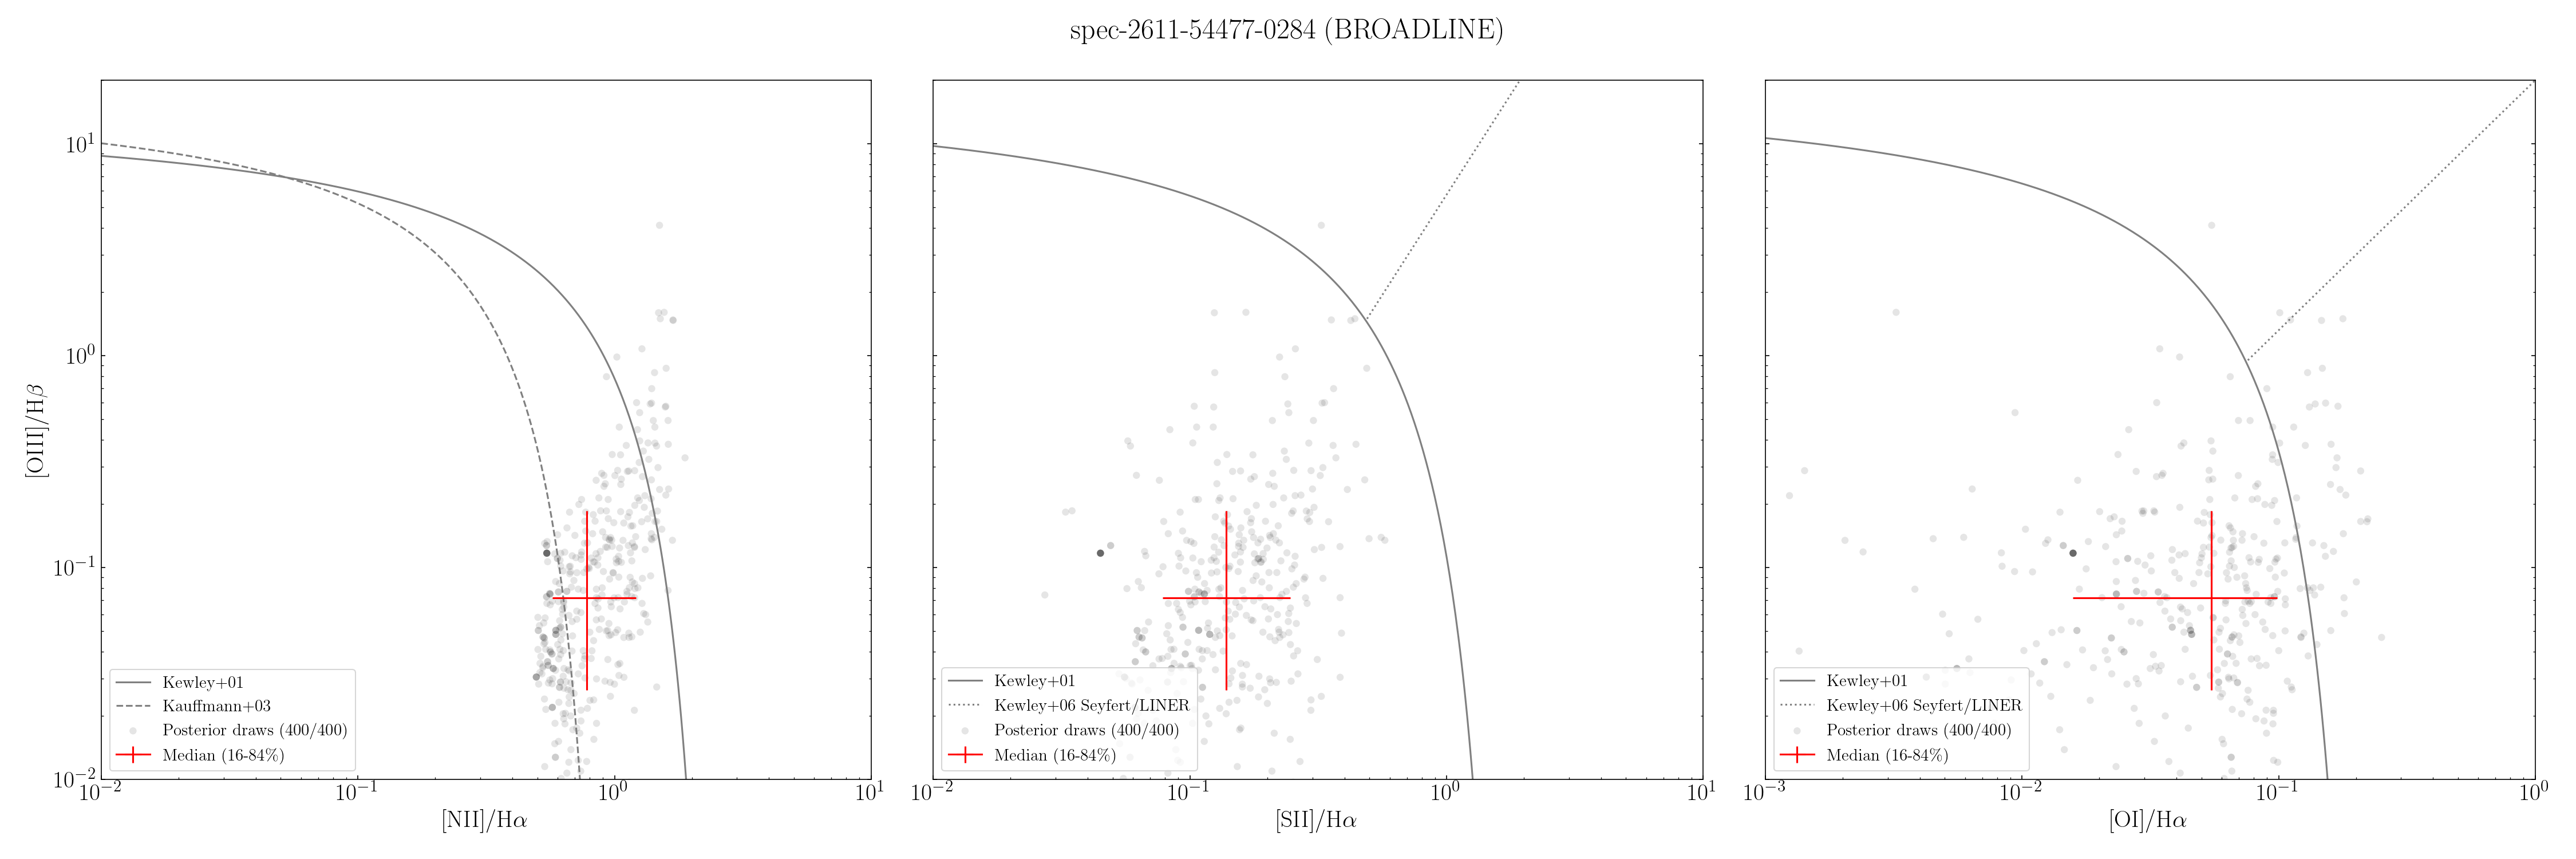 spec-2611-54477-0284 (BROADLINE)
[OIII]/Hβ
10^1
10^0
10^-1
10^-2
Kewley+01
Kauffmann+03
Posterior draws (400/400)
Median (16-84%)
10^-2 10^-1 10^0 10^1
[NII]/Hα
Kewley+01
Kewley+06 Seyfert/LINER
Posterior draws (400/400)
Median (16-84%)
10^-2 10^-1 10^0 10^1
[SII]/Hα
Kewley+01
Kewley+06 Seyfert/LINER
Posterior draws (400/400)
Median (16-84%)
10^-3 10^-2 10^-1 10^0
[OI]/Hα